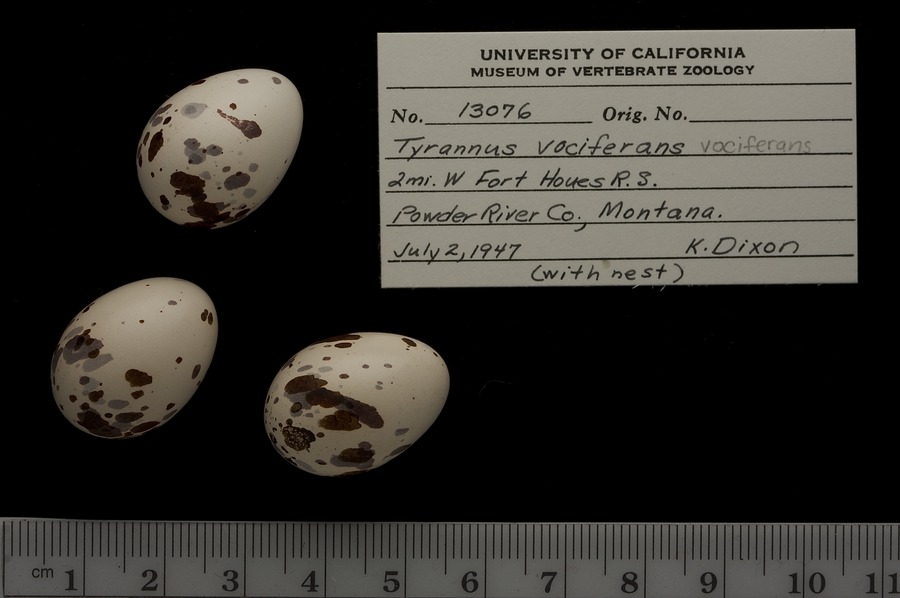 UNIVERSITY OF CALIFORNIA
MUSEUM OF VERTEBRATE ZOOLOGY
No. 13076 Orig. No.
Tyrannus vociferans vociferans
2mi. W Fort Howes R.S.
Powder River Co., Montana.
July 2, 1947 K. Dixon
(with nest)
cm 1 2 3 4 5 6 7 8 9 10 11